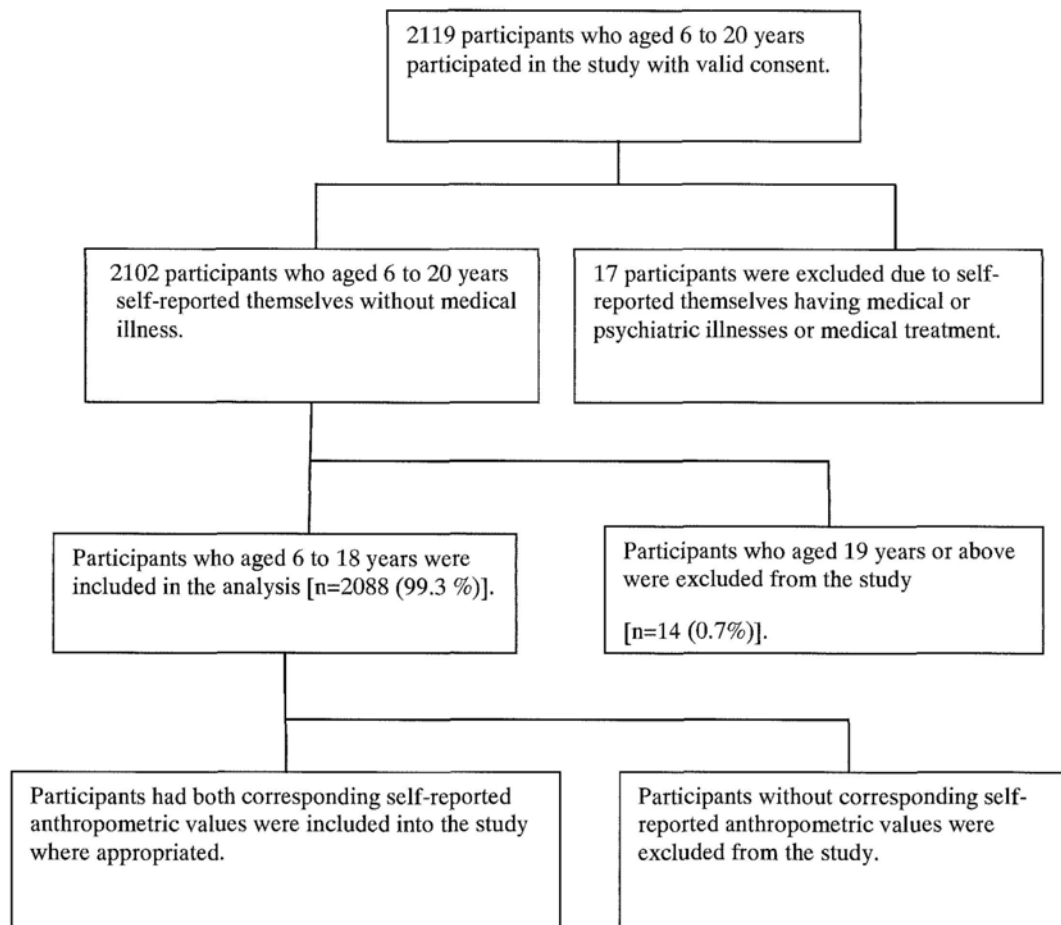 2119 participants who aged 6 to 20 years
participated in the study with valid consent.
2102 participants who aged 6 to 20 years
self-reported themselves without medical
illness.
17 participants were excluded due to self-
reported themselves having medical or
psychiatric illnesses or medical treatment.
Participants who aged 6 to 18 years were
included in the analysis [n=2088 (99.3 %)].
Participants who aged 19 years or above
were excluded from the study
[n=14 (0.7%)].
Participants had both corresponding self-reported
anthropometric values were included into the study
where appropriated.
Participants without corresponding self-
reported anthropometric values were
excluded from the study.